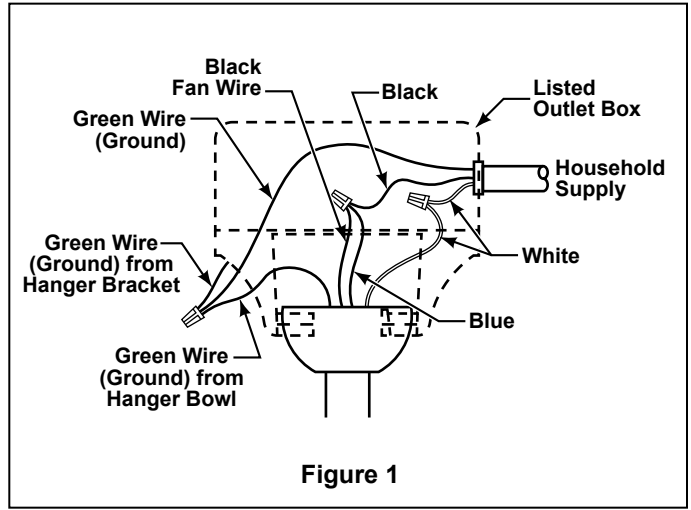 Black
Fan Wire
Black
Listed
Outlet Box
Green Wire
(Ground)
Household
Supply
Green Wire
(Ground) from
Hanger Bracket
White
Blue
Green Wire
(Ground) from
Hanger Bowl
Figure 1